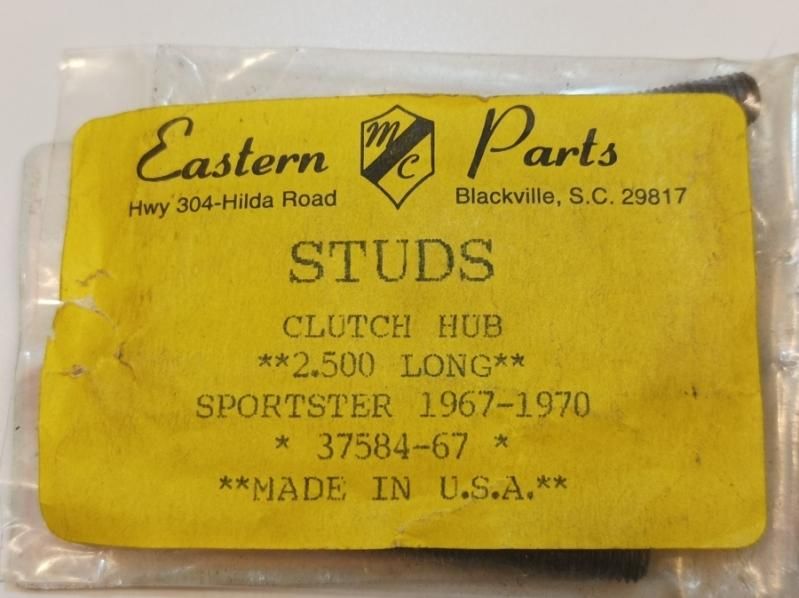 Eastern MC Parts
Hwy 304-Hilda Road Blackville, S.C. 29817
STUDS
CLUTCH HUB
**2.500 LONG**
SPORTSTER 1967-1970
* 37584-67 *
**MADE IN U.S.A.**